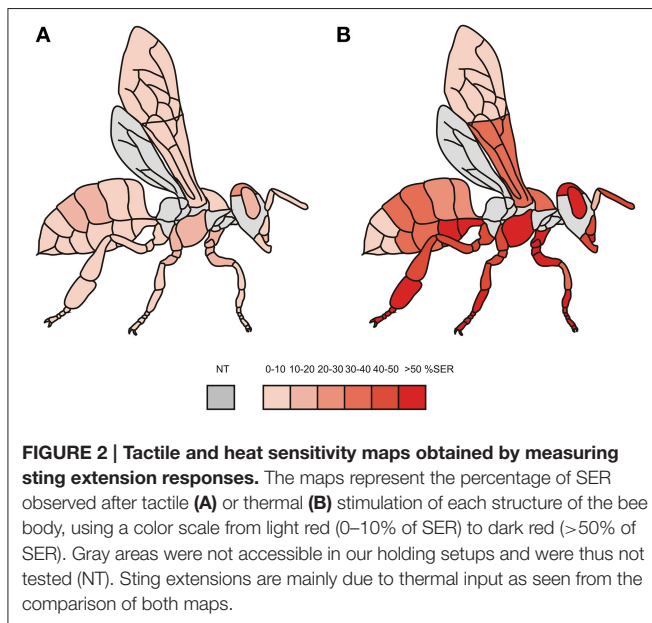 A
B
NT
0-10 10-20 20-30 30-40 40-50 >50 %SER
FIGURE 2 | Tactile and heat sensitivity maps obtained by measuring
sting extension responses. The maps represent the percentage of SER
observed after tactile (A) or thermal (B) stimulation of each structure of the bee
body, using a color scale from light red (0–10% of SER) to dark red (>50% of
SER). Gray areas were not accessible in our holding setups and were thus not
tested (NT). Sting extensions are mainly due to thermal input as seen from the
comparison of both maps.